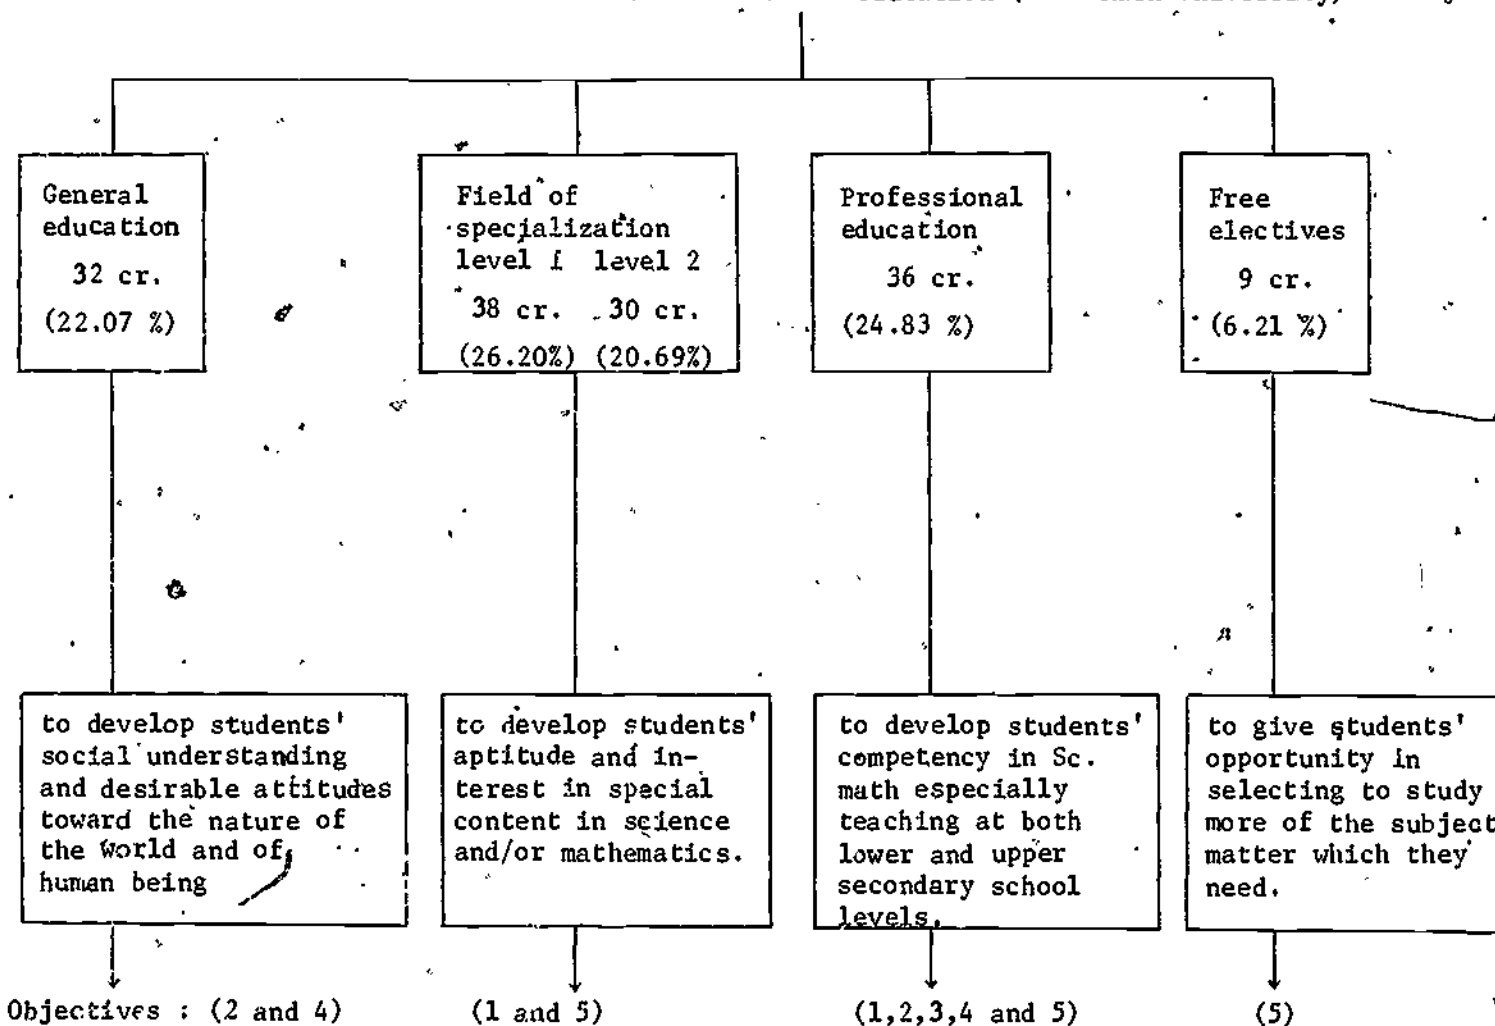 General
education
32 cr.
(22.07 %)
Field of
specialization
level 1 level 2
38 cr. 30 cr.
(26.20%) (20.69%)
Professional
education
36 cr.
(24.83 %)
Free
electives
9 cr.
(6.21 %)
to develop students'
social understanding
and desirable attitudes
toward the nature of
the World and of
human being
to develop students'
aptitude and in-
terest in special
content in science
and/or mathematics.
to develop students'
competency in Sc.
math especially
teaching at both
lower and upper
secondary school
levels.
to give students'
opportunity in
selecting to study
more of the subject
matter which they
need.
Objectives : (2 and 4) (1 and 5) (1,2,3,4 and 5) (5)